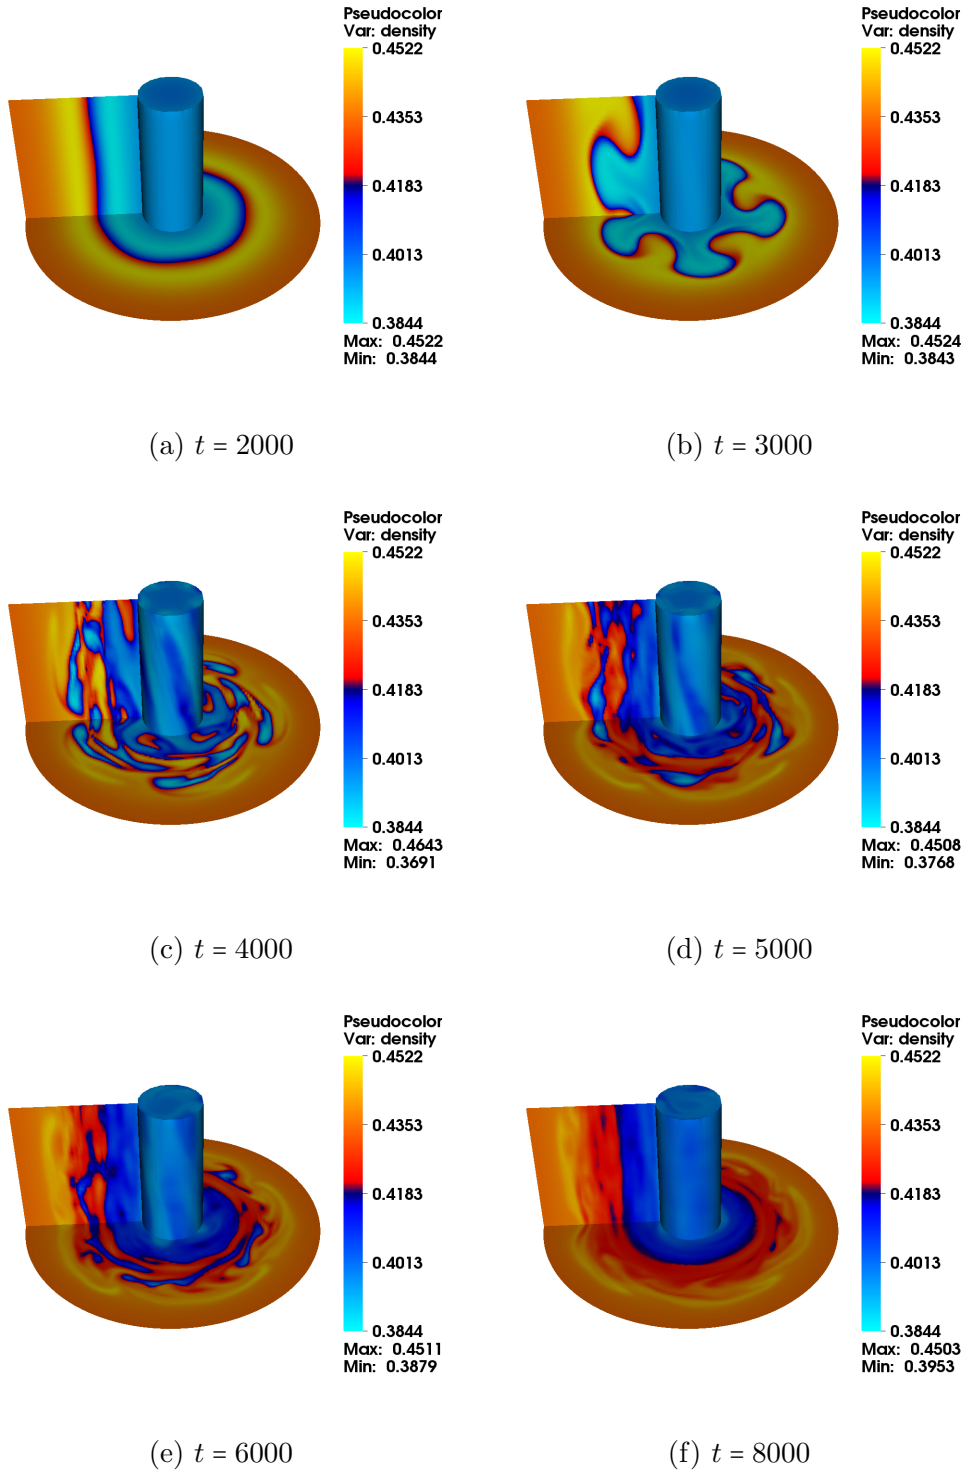 Pseudocolor
Var: density
0.4522
0.4353
0.4183
0.4013
0.3844
Max: 0.4522
Min: 0.3844
(a) t = 2000
Pseudocolor
Var: density
0.4522
0.4353
0.4183
0.4013
0.3844
Max: 0.4524
Min: 0.3843
(b) t = 3000
Pseudocolor
Var: density
0.4522
0.4353
0.4183
0.4013
0.3844
Max: 0.4643
Min: 0.3691
(c) t = 4000
Pseudocolor
Var: density
0.4522
0.4353
0.4183
0.4013
0.3844
Max: 0.4508
Min: 0.3768
(d) t = 5000
Pseudocolor
Var: density
0.4522
0.4353
0.4183
0.4013
0.3844
Max: 0.4511
Min: 0.3879
(e) t = 6000
Pseudocolor
Var: density
0.4522
0.4353
0.4183
0.4013
0.3844
Max: 0.4503
Min: 0.3953
(f) t = 8000